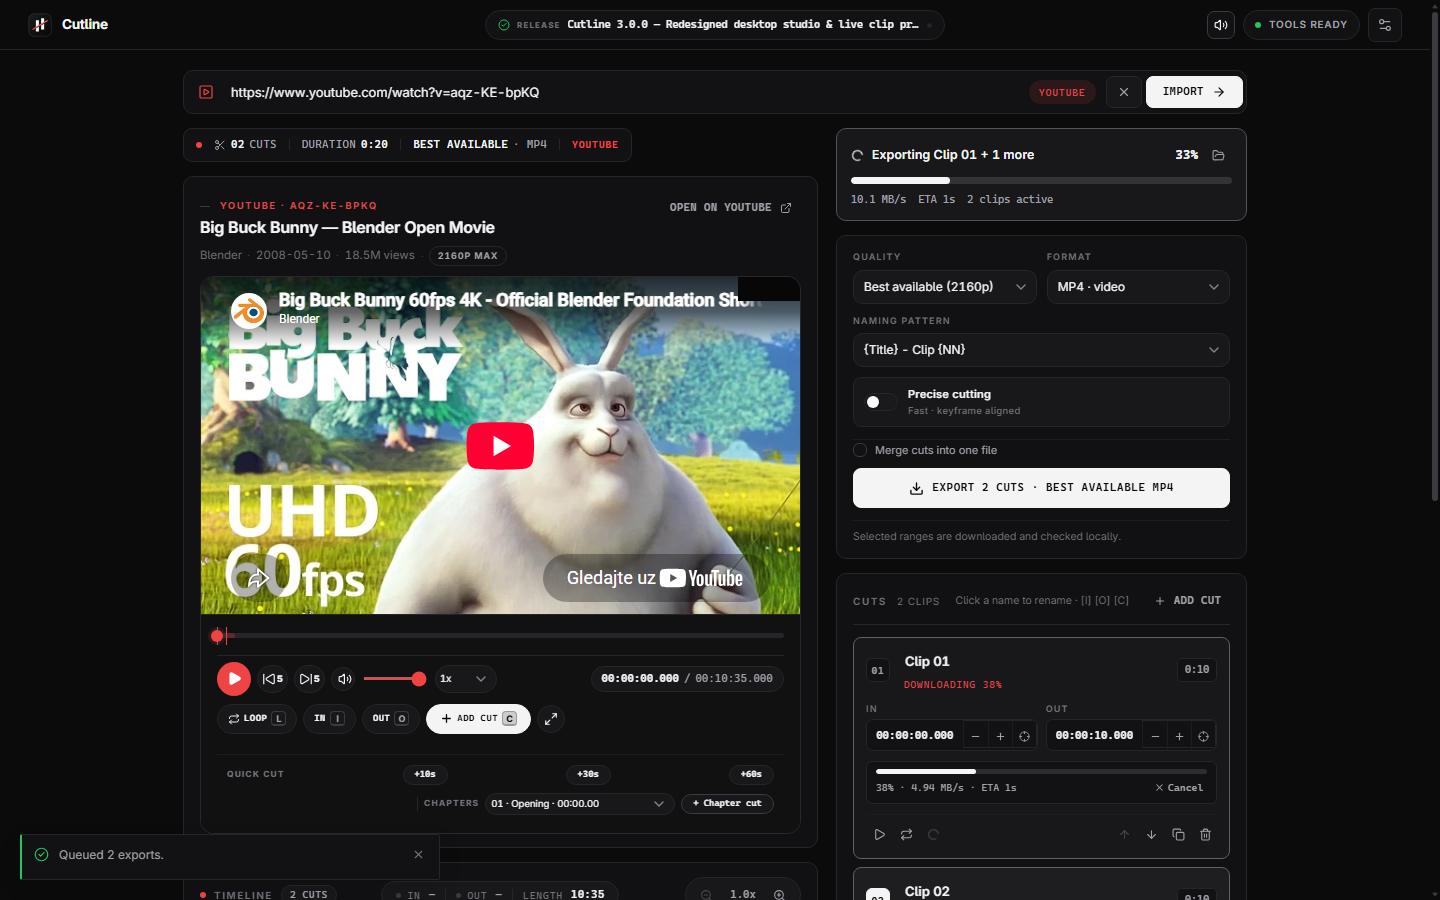 Cutline
RELEASE Cutline 3.0.0 — Redesigned desktop studio & live clip pr…
TOOLS READY
https://www.youtube.com/watch?v=aqz-KE-bpKQ
YOUTUBE
IMPORT
02 CUTS DURATION 0:20 BEST AVAILABLE · MP4 YOUTUBE
— YOUTUBE · AQZ-KE-BPKQ
OPEN ON YOUTUBE
Big Buck Bunny — Blender Open Movie
Blender · 2008-05-10 · 18.5M views · 2160P MAX
Big Buck Bunny 60fps 4K - Official Blender Foundation Short
Blender
Big Buck
BUNNY
UHD
60fps
Gledajte uz YouTube
5 5 1x 00:00:00.000 / 00:10:35.000
LOOP L IN I OUT O + ADD CUT C
QUICK CUT +10s +30s +60s
CHAPTERS 01 · Opening · 00:00.00 + Chapter cut
Queued 2 exports.
TIMELINE 2 CUTS IN — OUT — LENGTH 10:35 1.0x
Exporting Clip 01 + 1 more 33%
10.1 MB/s ETA 1s 2 clips active
QUALITY FORMAT
Best available (2160p) MP4 · video
NAMING PATTERN
{Title} - Clip {NN}
Precise cutting
Fast · keyframe aligned
Merge cuts into one file
EXPORT 2 CUTS · BEST AVAILABLE MP4
Selected ranges are downloaded and checked locally.
CUTS 2 CLIPS Click a name to rename · [I] [O] [C] + ADD CUT
01 Clip 01 0:10
DOWNLOADING 38%
IN OUT
00:00:00.000 − + 00:00:10.000 − +
38% · 4.94 MB/s · ETA 1s Cancel
02 Clip 02 0:10